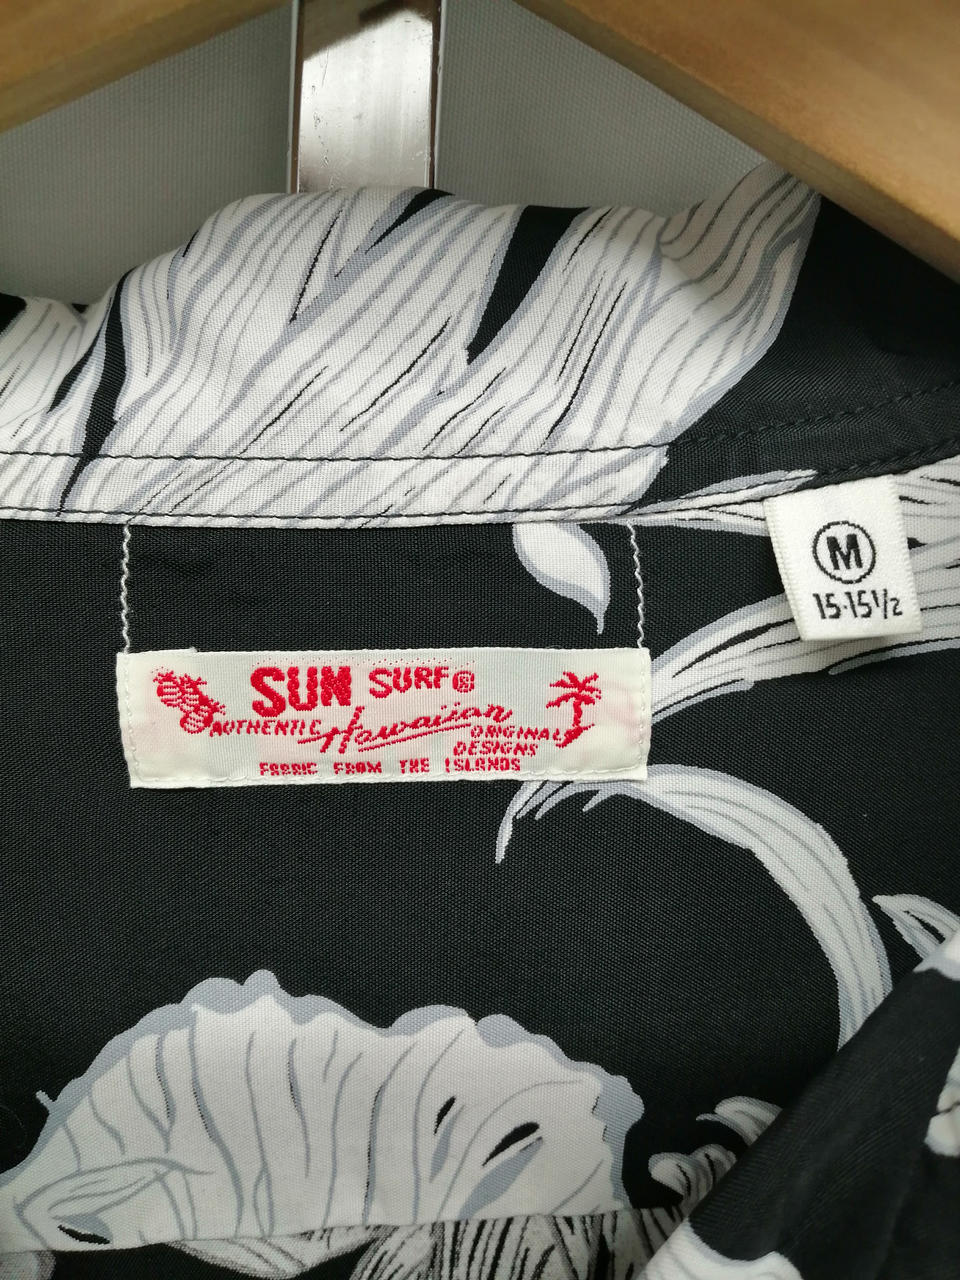 SUN SURF®
AUTHENTIC Hawaiian ORIGINAL
DESIGNS
FABRIC FROM THE ISLANDS
M
15·15½